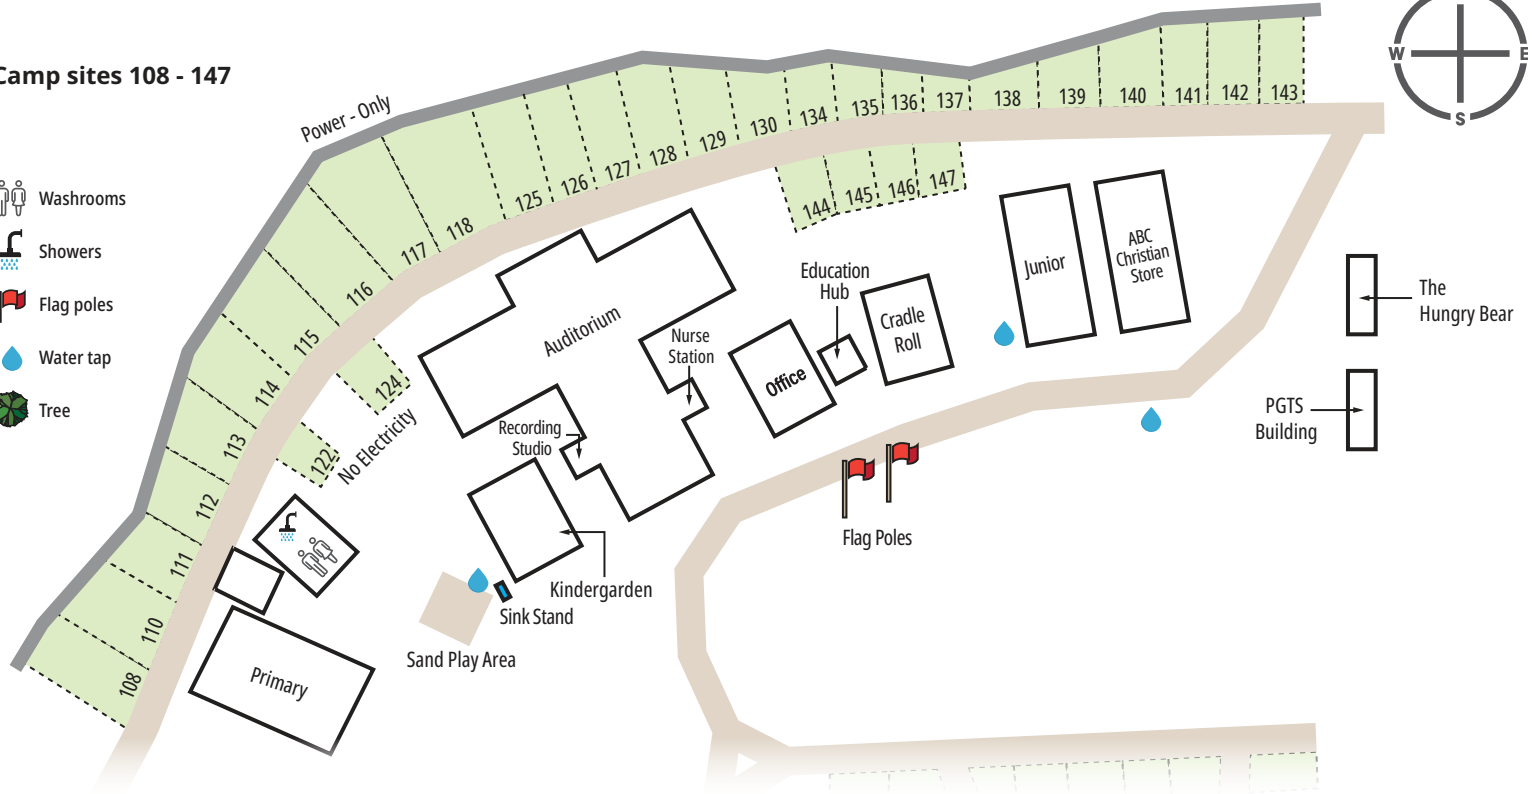 Camp sites 108 - 147
Washrooms
Showers
Flag poles
Water tap
Tree
Power - Only
W
E
S
108
110
111
112
113
114
115
116
117
118
125
126
127
128
129
130
134
135
136
137
138
139
140
141
142
143
144
145
146
147
124
122
No Electricity
Auditorium
Nurse
Station
Recording
Studio
Education
Hub
Office
Cradle
Roll
Junior
ABC
Christian
Store
The
Hungry Bear
PGTS
Building
Flag Poles
Kindergarden
Sink Stand
Sand Play Area
Primary